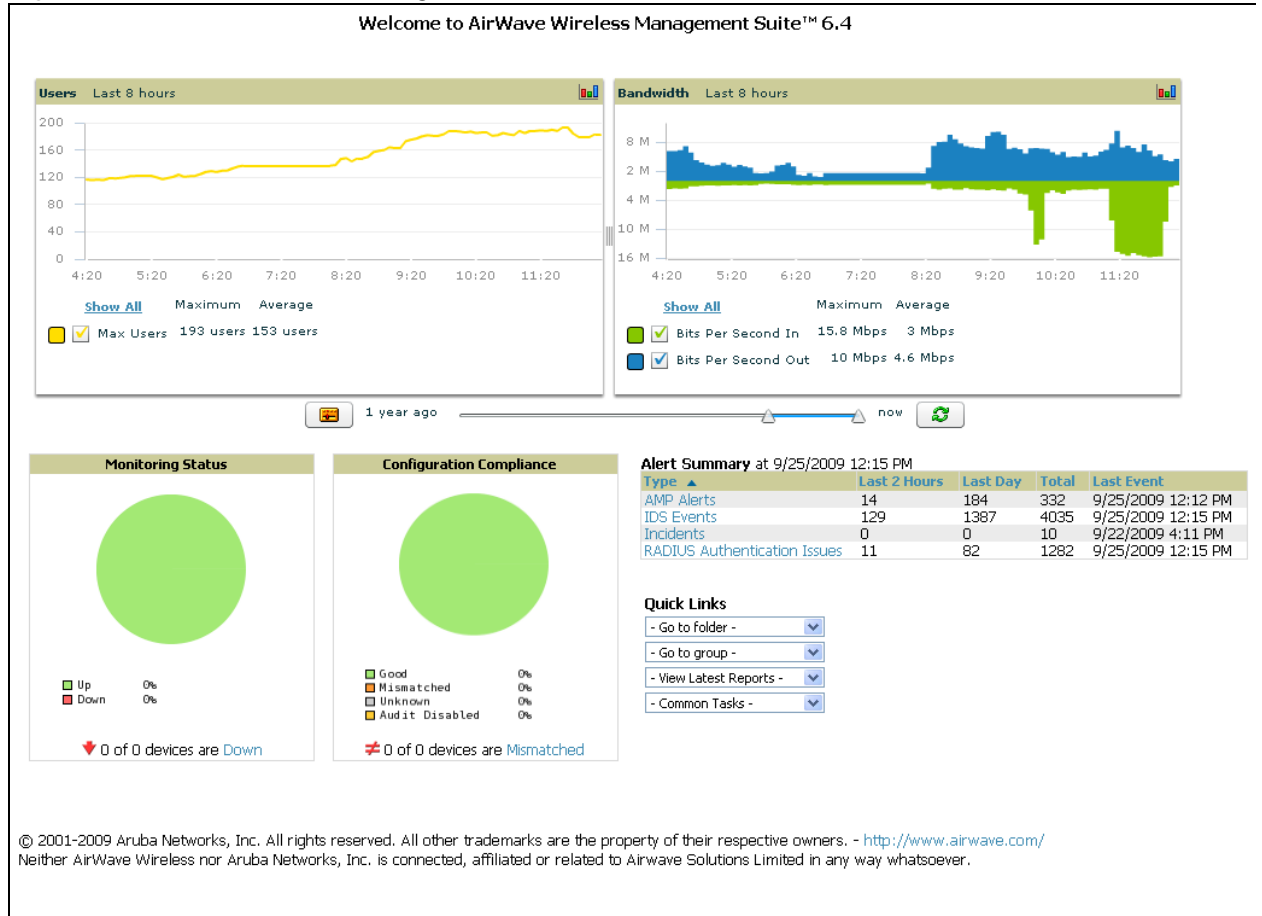 Welcome to AirWave Wireless Management Suite™ 6.4
Users Last 8 hours
200
160
120
80
40
0
4:20 5:20 6:20 7:20 8:20 9:20 10:20 11:20
Show All Maximum Average
Max Users 193 users 153 users
Bandwidth Last 8 hours
8 M
2 M
4 M
10 M
16 M
4:20 5:20 6:20 7:20 8:20 9:20 10:20 11:20
Show All Maximum Average
Bits Per Second In 15.8 Mbps 3 Mbps
Bits Per Second Out 10 Mbps 4.6 Mbps
1 year ago now
Monitoring Status
Up 0%
Down 0%
0 of 0 devices are Down
Configuration Compliance
Good 0%
Mismatched 0%
Unknown 0%
Audit Disabled 0%
≠ 0 of 0 devices are Mismatched
Alert Summary at 9/25/2009 12:15 PM
Type ▲ Last 2 Hours Last Day Total Last Event
AMP Alerts 14 184 332 9/25/2009 12:12 PM
IDS Events 129 1387 4035 9/25/2009 12:15 PM
Incidents 0 0 10 9/22/2009 4:11 PM
RADIUS Authentication Issues 11 82 1282 9/25/2009 12:15 PM
Quick Links
- Go to folder -
- Go to group -
- View Latest Reports -
- Common Tasks -
© 2001-2009 Aruba Networks, Inc. All rights reserved. All other trademarks are the property of their respective owners. - http://www.airwave.com/
Neither AirWave Wireless nor Aruba Networks, Inc. is connected, affiliated or related to Airwave Solutions Limited in any way whatsoever.